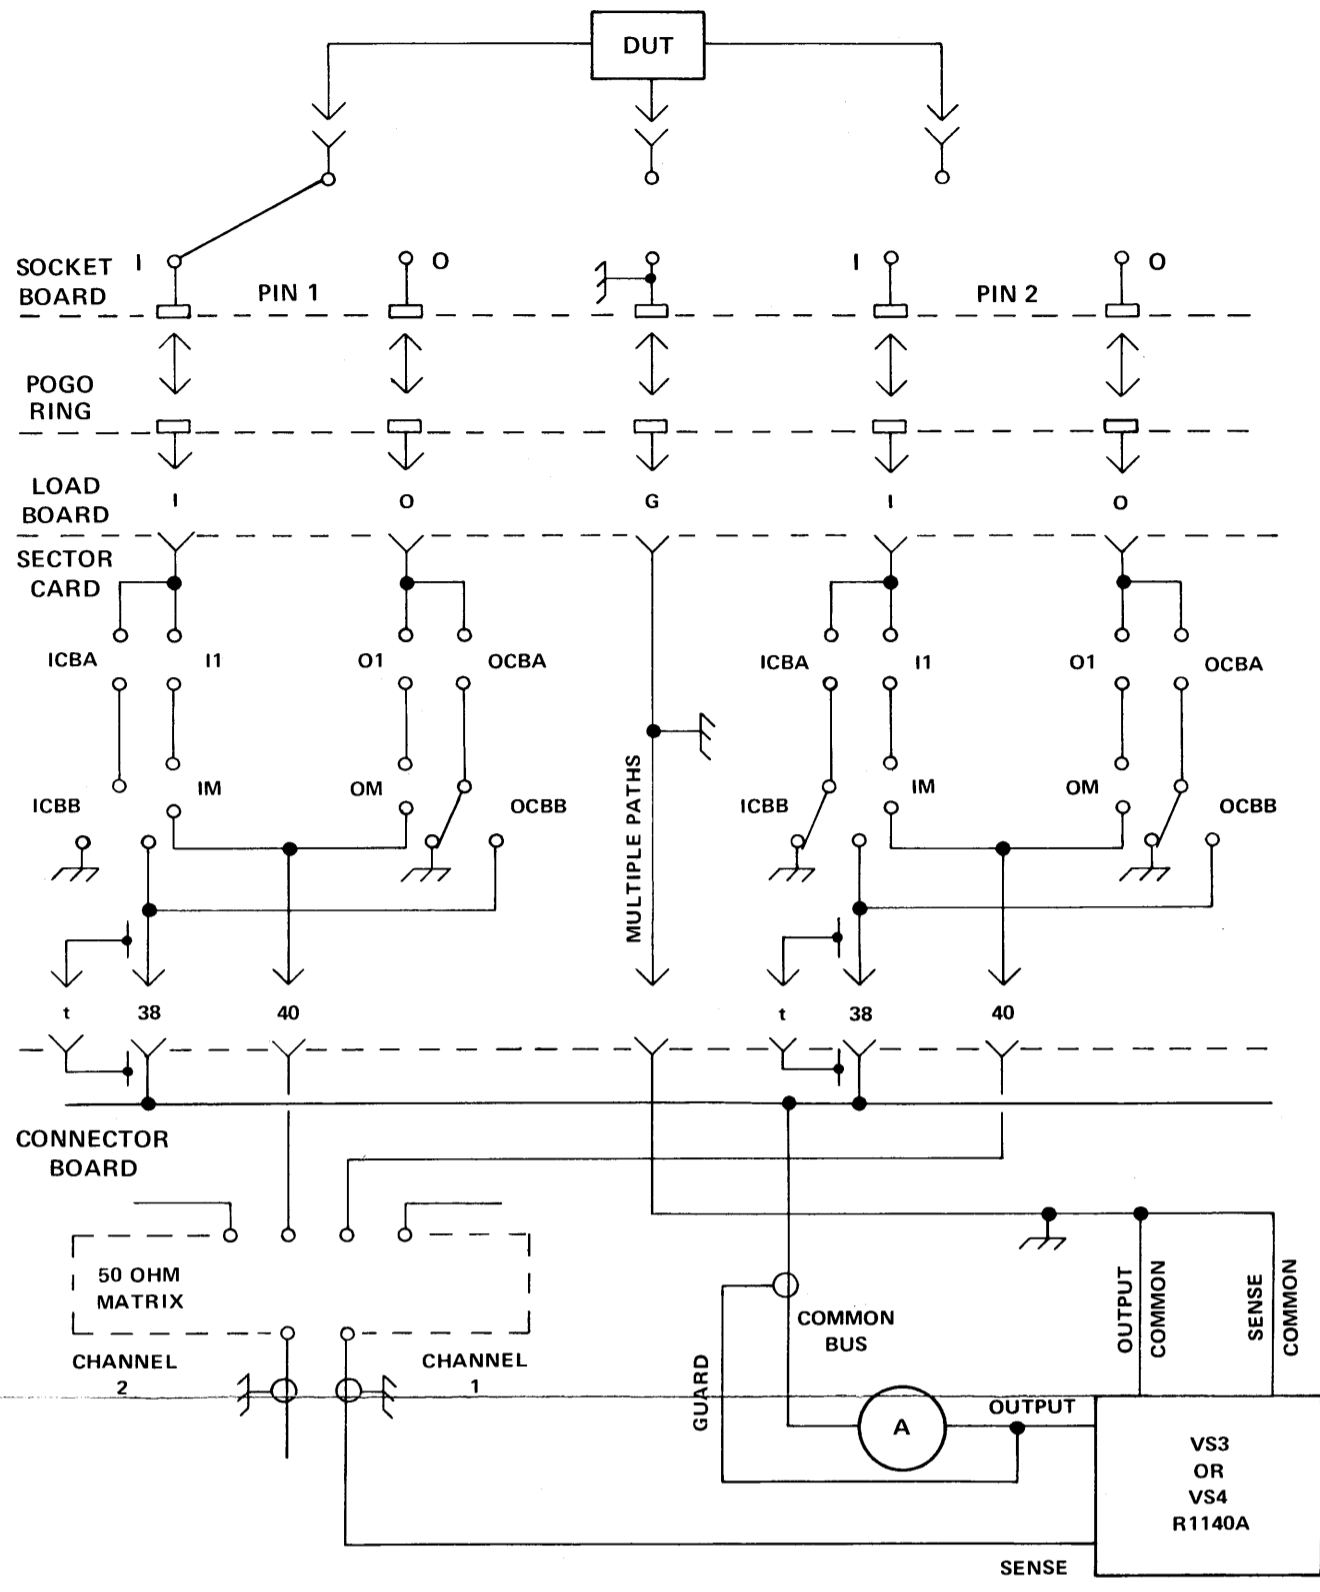 DUT
SOCKET
BOARD
I
PIN 1
O
I
PIN 2
O
POGO
RING
LOAD
BOARD
I
O
G
I
O
SECTOR
CARD
ICBA
I1
O1
OCBA
ICBA
I1
O1
OCBA
ICBB
IM
OM
OCBB
MULTIPLE PATHS
ICBB
IM
OM
OCBB
t
38
40
t
38
40
CONNECTOR
BOARD
50 OHM
MATRIX
CHANNEL
2
CHANNEL
1
COMMON
BUS
GUARD
OUTPUT
COMMON
SENSE
COMMON
A
OUTPUT
VS3
OR
VS4
R1140A
SENSE